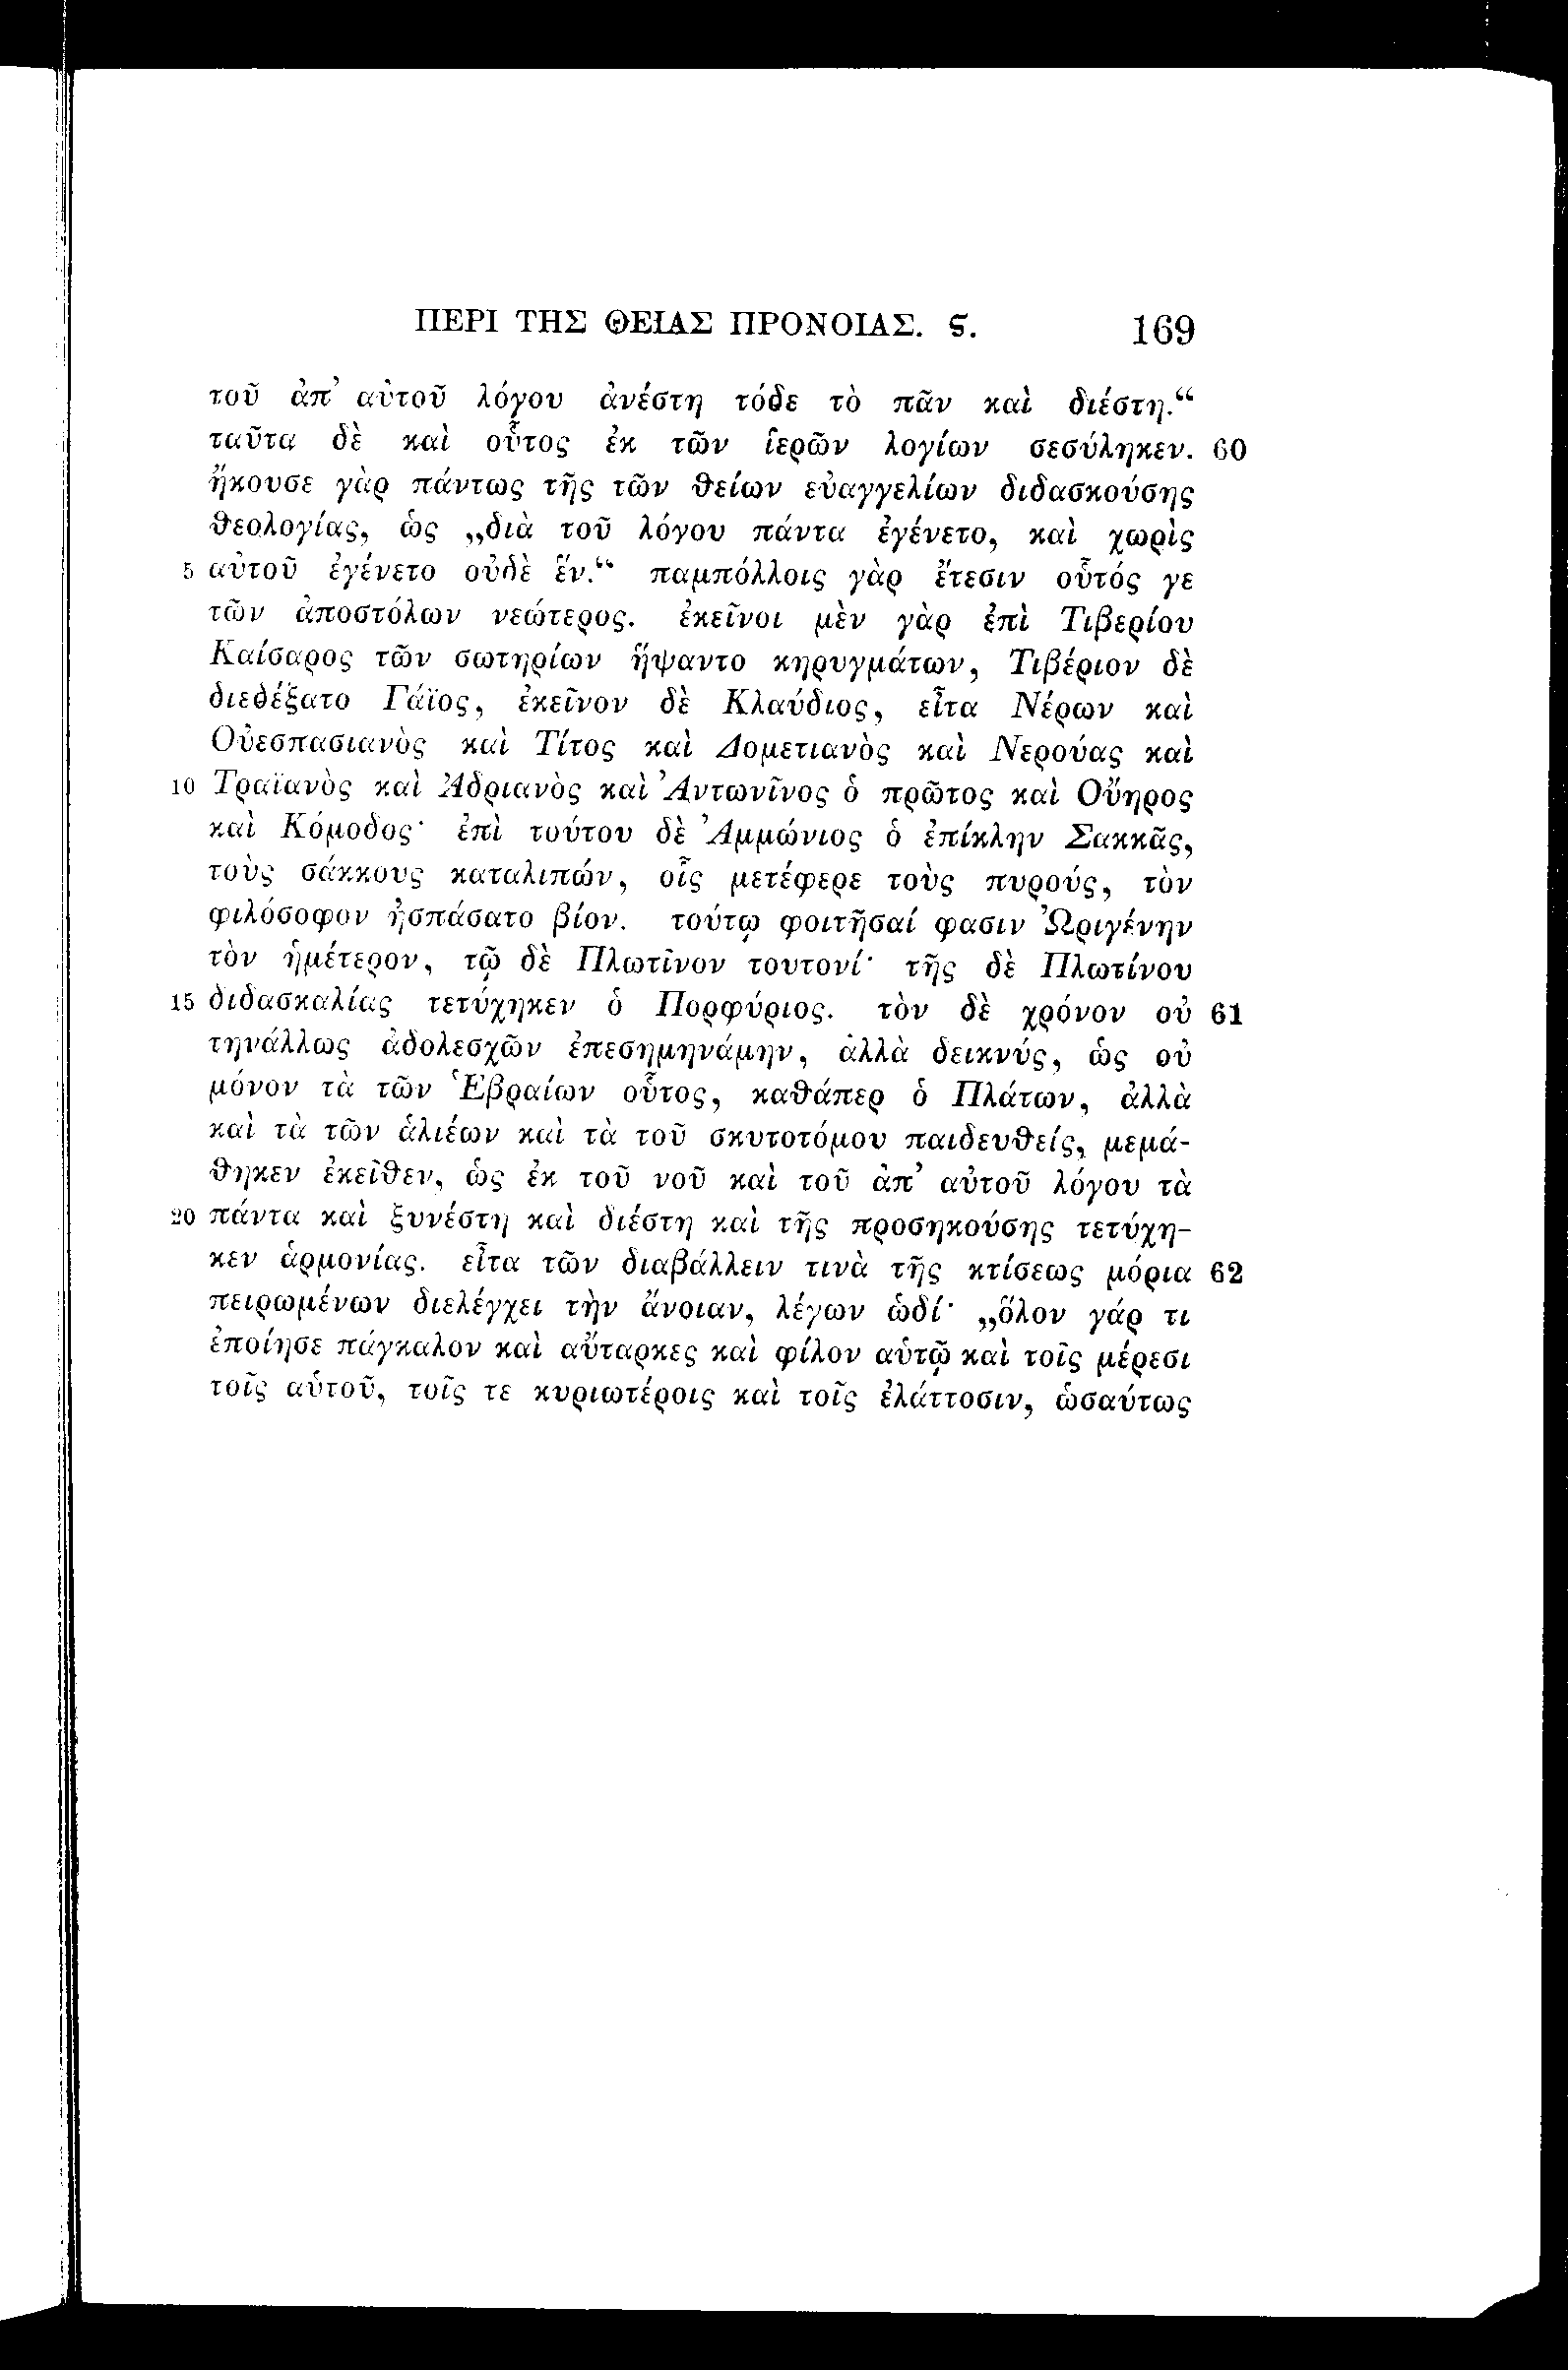 ΠΕΡΙ ΤΗΣ ΘΕΙΑΣ ΠΡΟΝΟΙΑΣ. ϛ. 169
τοῦ ἀπ’ αὐτοῦ λόγου ἀνέστη τόδε τὸ πᾶν καὶ διέστη.“
ταῦτα δὲ καὶ οὗτος ἐκ τῶν ἱερῶν λογίων σεσύληκεν. 60
ἤκουσε γὰρ πάντως τῆς τῶν θείων εὐαγγελίων διδασκούσης
θεολογίας, ὡς „διὰ τοῦ λόγου πάντα ἐγένετο, καὶ χωρὶς
5 αὐτοῦ ἐγένετο οὐδὲ ἕν.“ παμπόλλοις γὰρ ἔτεσιν οὗτός γε
τῶν ἀποστόλων νεώτερος. ἐκεῖνοι μὲν γὰρ ἐπὶ Τιβερίου
Καίσαρος τῶν σωτηρίων ἥψαντο κηρυγμάτων, Τιβέριον δὲ
διεδέξατο Γάϊος, ἐκεῖνον δὲ Κλαύδιος, εἶτα Νέρων καὶ
Οὐεσπασιανὸς καὶ Τίτος καὶ Δομετιανὸς καὶ Νερούας καὶ
10 Τραϊανὸς καὶ Ἀδριανὸς καὶ Ἀντωνῖνος ὁ πρῶτος καὶ Οὔηρος
καὶ Κόμοδος· ἐπὶ τούτου δὲ Ἀμμώνιος ὁ ἐπίκλην Σακκᾶς,
τοὺς σάκκους καταλιπών, οἷς μετέφερε τοὺς πυρούς, τὸν
φιλόσοφον ἠσπάσατο βίον. τούτῳ φοιτῆσαί φασιν Ὠριγένην
τὸν ἡμέτερον, τῷ δὲ Πλωτῖνον τουτονί· τῆς δὲ Πλωτίνου
15 διδασκαλίας τετύχηκεν ὁ Πορφύριος. τὸν δὲ χρόνον οὐ 61
τηνάλλως ἀδολεσχῶν ἐπεσημηνάμην, ἀλλὰ δεικνύς, ὡς οὐ
μόνον τὰ τῶν Ἑβραίων οὗτος, καθάπερ ὁ Πλάτων, ἀλλὰ
καὶ τὰ τῶν ἁλιέων καὶ τὰ τοῦ σκυτοτόμου παιδευθείς, μεμά-
θηκεν ἐκεῖθεν, ὡς ἐκ τοῦ νοῦ καὶ τοῦ ἀπ’ αὐτοῦ λόγου τὰ
20 πάντα καὶ ξυνέστη καὶ διέστη καὶ τῆς προσηκούσης τετύχη-
κεν ἁρμονίας. εἶτα τῶν διαβάλλειν τινὰ τῆς κτίσεως μόρια 62
πειρωμένων διελέγχει τὴν ἄνοιαν, λέγων ὡδί· „ὅλον γάρ τι
ἐποίησε πάγκαλον καὶ αὔταρκες καὶ φίλον αὑτῷ καὶ τοῖς μέρεσι
τοῖς αὑτοῦ, τοῖς τε κυριωτέροις καὶ τοῖς ἐλάττοσιν, ὡσαύτως